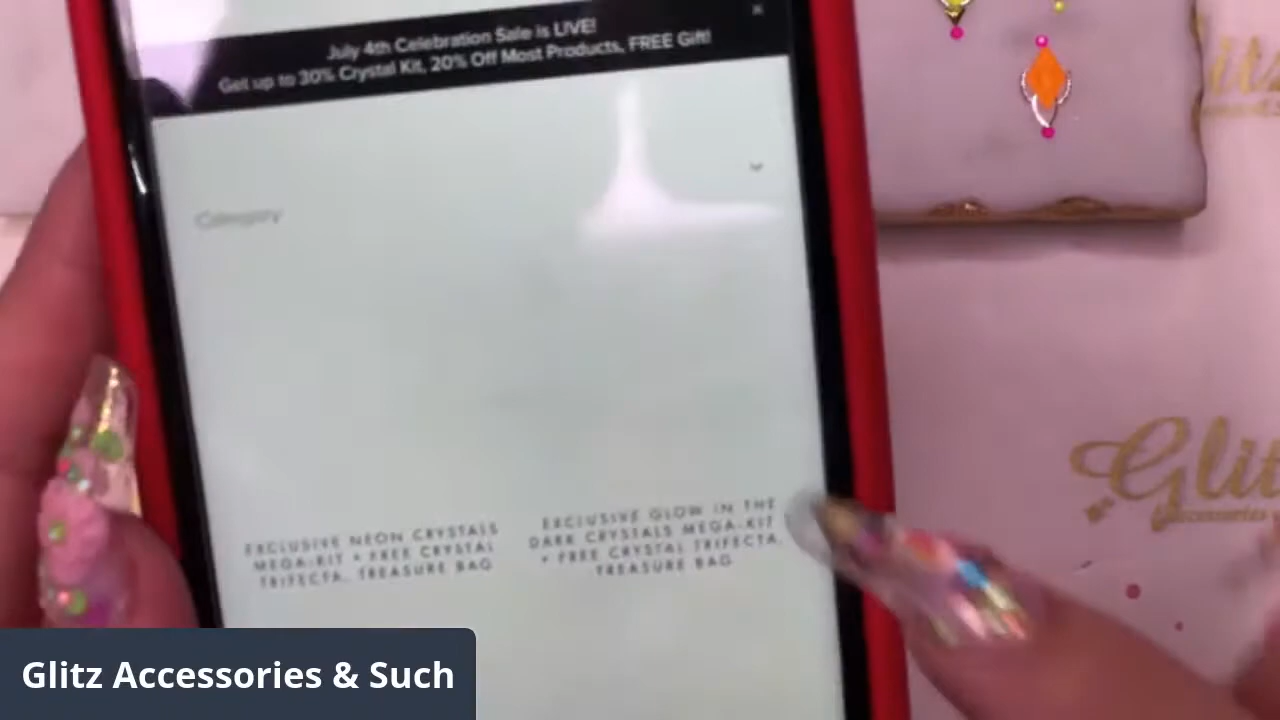 July 4th Celebration Sale is LIVE!
Get up to 30% Crystal Kit, 20% Off Most Products, FREE Gift!
Category
EXCLUSIVE NEON CRYSTALS
MEGA-KIT + FREE CRYSTAL
TRIFECTA, TREASURE BAG
EXCLUSIVE GLOW IN THE
DARK CRYSTALS MEGA-KIT
+ FREE CRYSTAL TRIFECTA,
TREASURE BAG
Glit
accessories
Glitz Accessories & Such